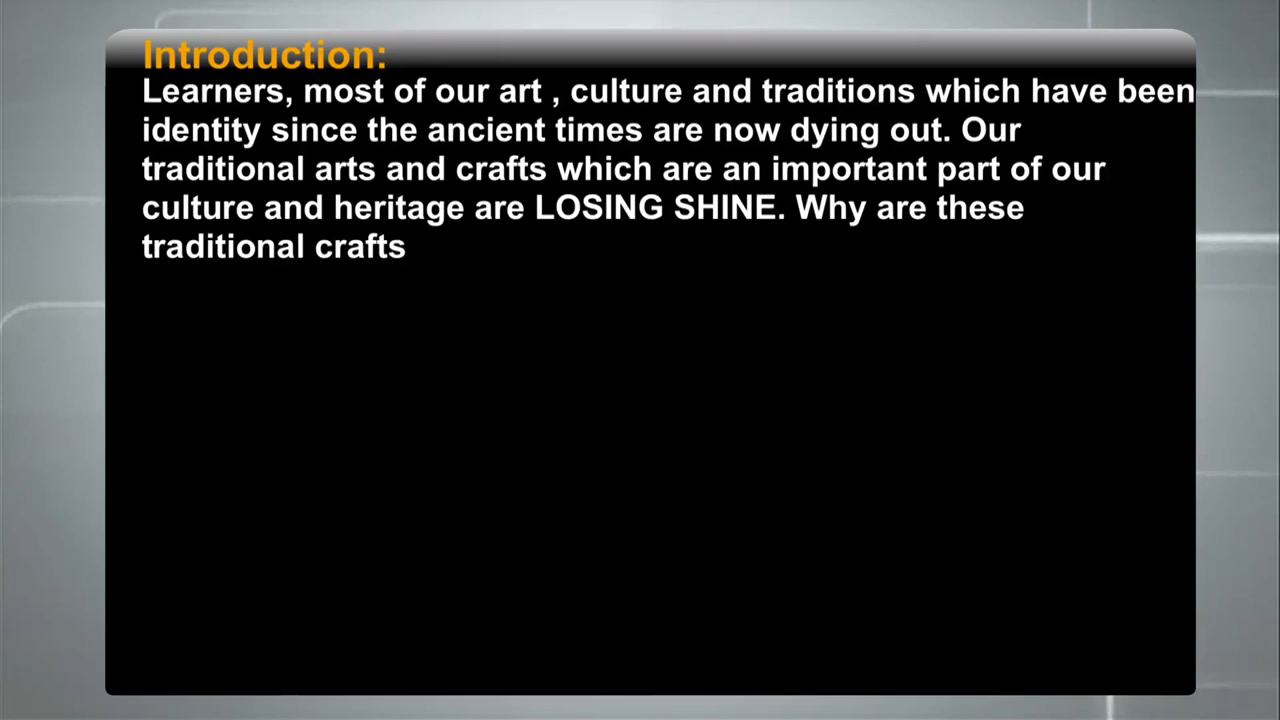 Introduction:
Learners, most of our art , culture and traditions which have been
identity since the ancient times are now dying out. Our
traditional arts and crafts which are an important part of our
culture and heritage are LOSING SHINE. Why are these
traditional crafts